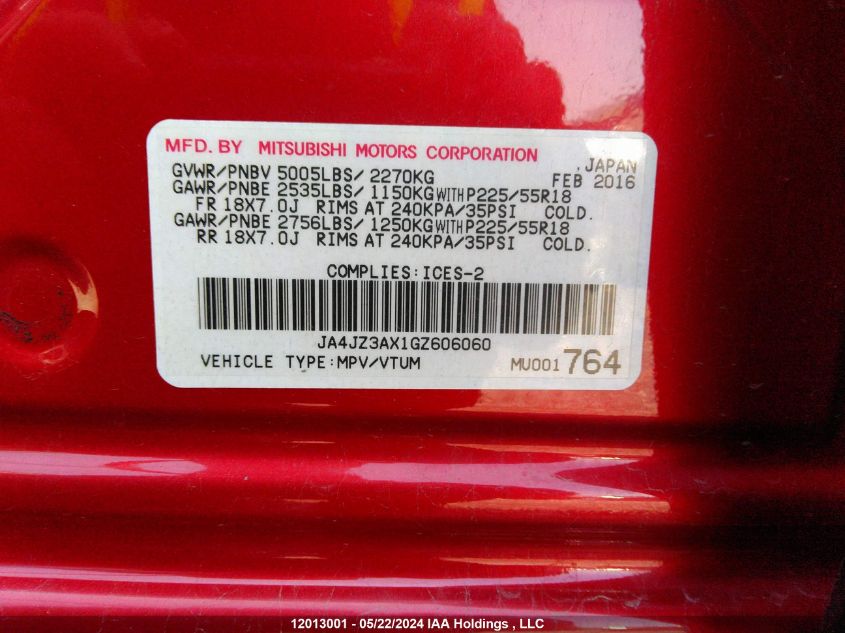 MFD. BY MITSUBISHI MOTORS CORPORATION
, JAPAN
GVWR/PNBV 5005LBS/ 2270KG FEB 2016
GAWR/PNBE 2535LBS/ 1150KG WITH P225/55R18
FR 18X7.0J RIMS AT 240KPA/35PSI COLD.
GAWR/PNBE 2756LBS/ 1250KG WITH P225/55R18
RR 18X7.0J RIMS AT 240KPA/35PSI COLD.
COMPLIES:ICES-2
JA4JZ3AX1GZ606060
VEHICLE TYPE:MPV/VTUM MU001 764
12013001 - 05/22/2024 IAA Holdings , LLC